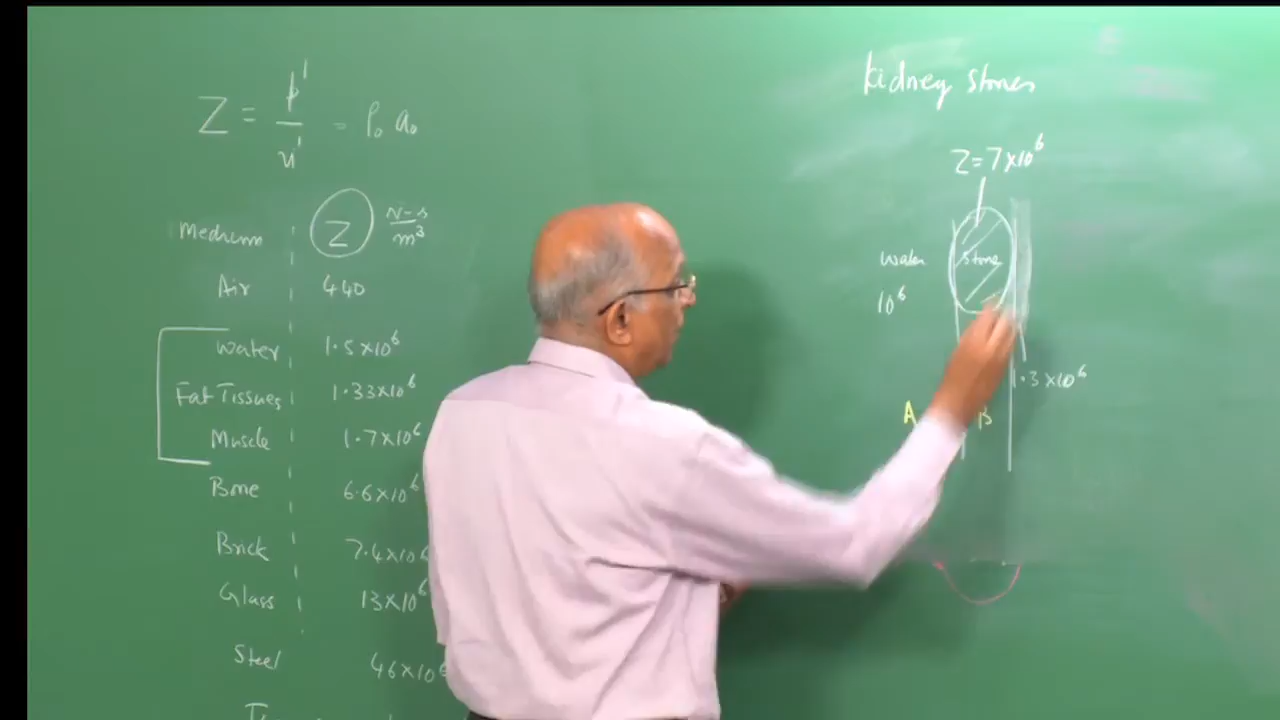 Z = p' / u' = ρ₀ a₀
Medium Z N-s/m³
Air 440
Water 1.5×10⁶
Fat Tissues 1.33×10⁶
Muscle 1.7×10⁶
Bone 6.6×10⁶
Brick 7.4×10⁶
Glass 13×10⁶
Steel 46×10⁶
kidney stones
Z=7×10⁶
water stone
10⁶
1.3×10⁶
A B